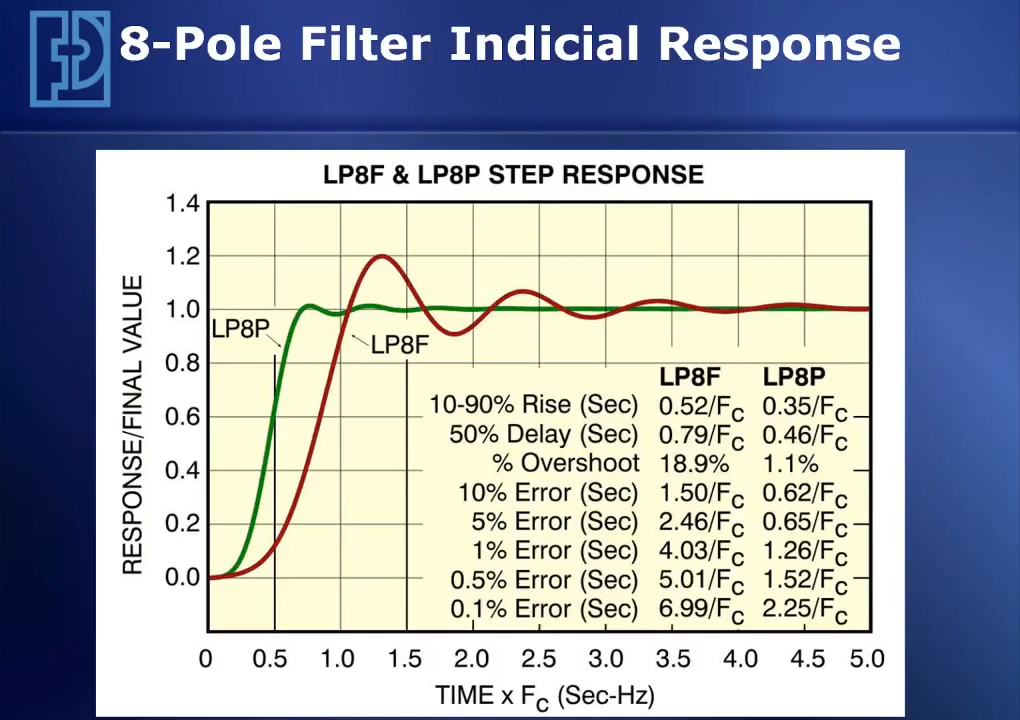 8-Pole Filter Indicial Response
LP8F & LP8P STEP RESPONSE
RESPONSE/FINAL VALUE
1.4
1.2
1.0
0.8
0.6
0.4
0.2
0.0
LP8P
LP8F
LP8F LP8P
10-90% Rise (Sec) 0.52/FC 0.35/FC
50% Delay (Sec) 0.79/FC 0.46/FC
% Overshoot 18.9% 1.1%
10% Error (Sec) 1.50/FC 0.62/FC
5% Error (Sec) 2.46/FC 0.65/FC
1% Error (Sec) 4.03/FC 1.26/FC
0.5% Error (Sec) 5.01/FC 1.52/FC
0.1% Error (Sec) 6.99/FC 2.25/FC
0 0.5 1.0 1.5 2.0 2.5 3.0 3.5 4.0 4.5 5.0
TIME x FC (Sec-Hz)